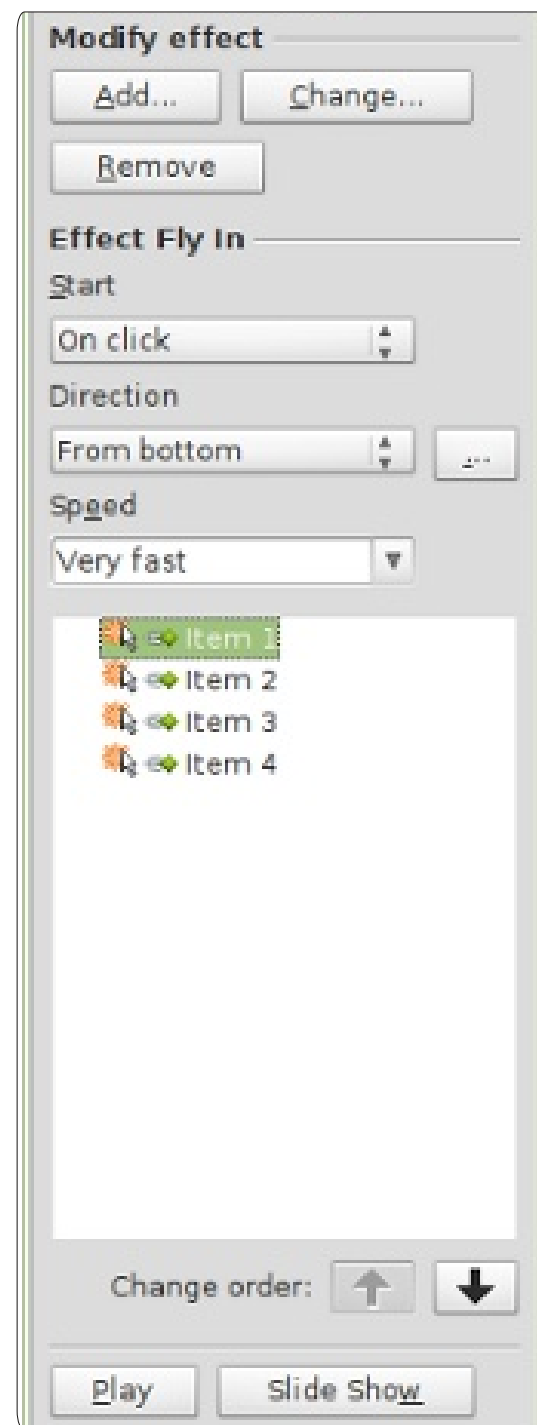 Modify effect
Add... Change...
Remove
Effect Fly In
Start
On click
Direction
From bottom ...
Speed
Very fast
Item 1
Item 2
Item 3
Item 4
Change order:
Play Slide Show